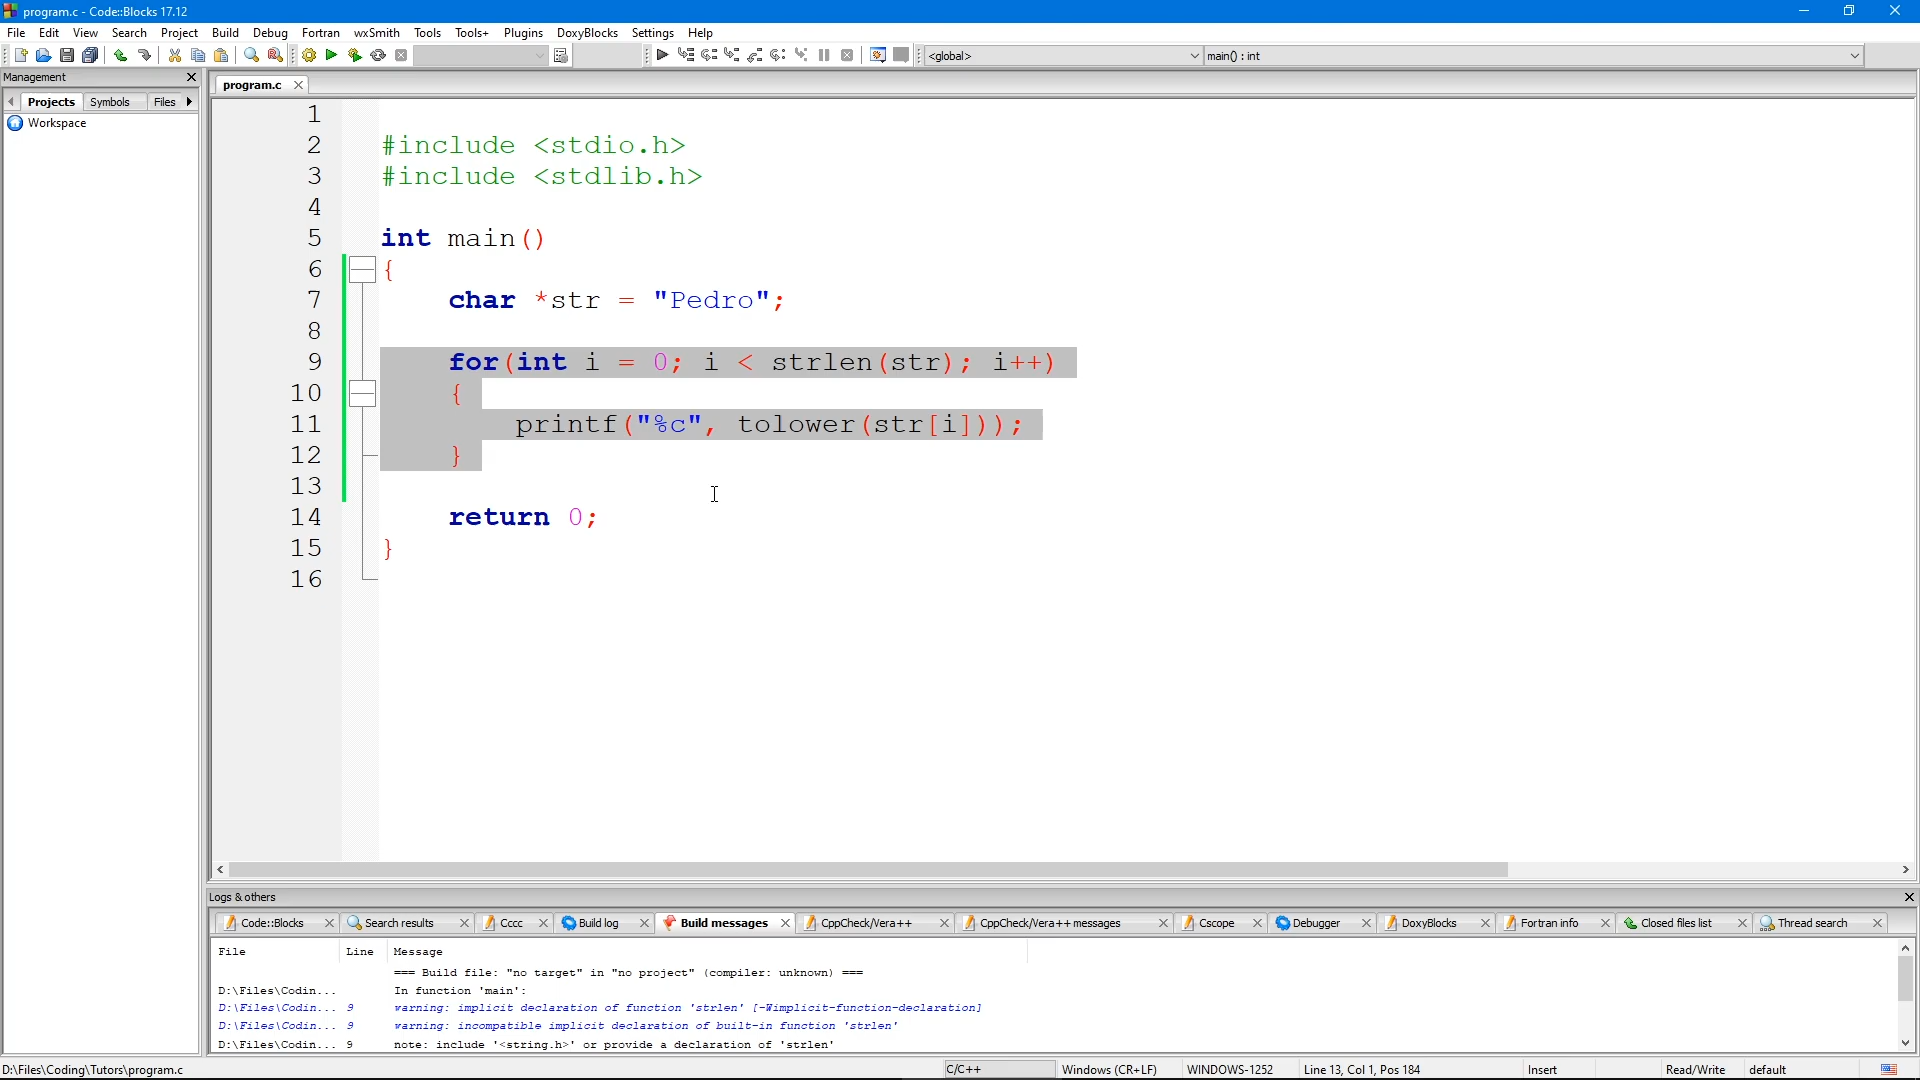 program.c - Code::Blocks 17.12
File Edit View Search Project Build Debug Fortran wxSmith Tools Tools+ Plugins DoxyBlocks Settings Help
<global> main() : int
Management
program.c
Projects Symbols Files
Workspace
1
2 #include <stdio.h>
3 #include <stdlib.h>
4
5 int main()
6 {
7 char *str = "Pedro";
8
9 for(int i = 0; i < strlen(str); i++)
10 {
11 printf("%c", tolower(str[i]));
12 }
13
14 return 0;
15 }
16
Logs & others
Code::Blocks Search results Cccc Build log Build messages CppCheck/Vera++ CppCheck/Vera++ messages Cscope Debugger DoxyBlocks Fortran info Closed files list Thread search
File Line Message
=== Build file: "no target" in "no project" (compiler: unknown) ===
D:\Files\Codin... In function 'main':
D:\Files\Codin... 9 warning: implicit declaration of function 'strlen' [-Wimplicit-function-declaration]
D:\Files\Codin... 9 warning: incompatible implicit declaration of built-in function 'strlen'
D:\Files\Codin... 9 note: include '<string.h>' or provide a declaration of 'strlen'
D:\Files\Coding\Tutors\program.c C/C++ Windows (CR+LF) WINDOWS-1252 Line 13, Col 1, Pos 184 Insert Read/Write default